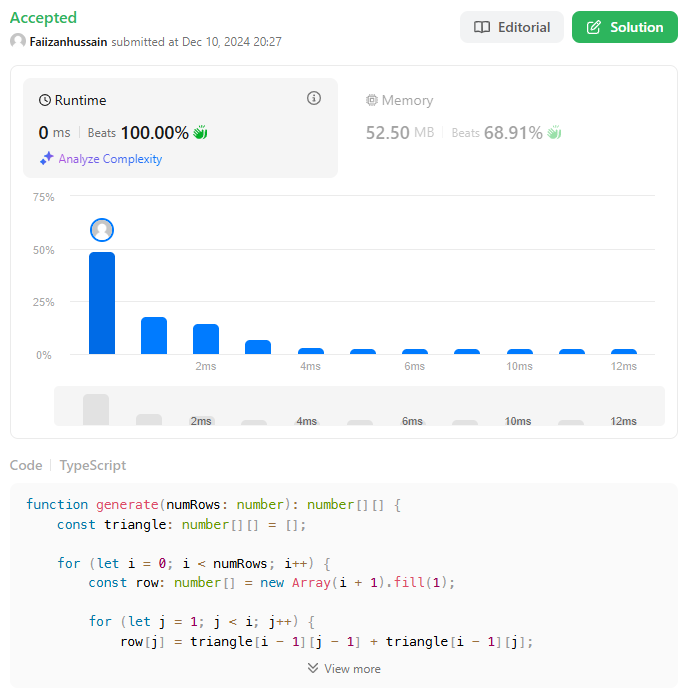 Accepted
Editorial
Solution
Faiizanhussain submitted at Dec 10, 2024 20:27
Runtime
0 ms | Beats 100.00%
Analyze Complexity
Memory
52.50 MB | Beats 68.91%
75%
50%
25%
0%
2ms 4ms 6ms 10ms 12ms
2ms 4ms 6ms 10ms 12ms
Code | TypeScript
function generate(numRows: number): number[][] {
    const triangle: number[][] = [];
    for (let i = 0; i < numRows; i++) {
        const row: number[] = new Array(i + 1).fill(1);
        for (let j = 1; j < i; j++) {
            row[j] = triangle[i - 1][j - 1] + triangle[i - 1][j];
View more